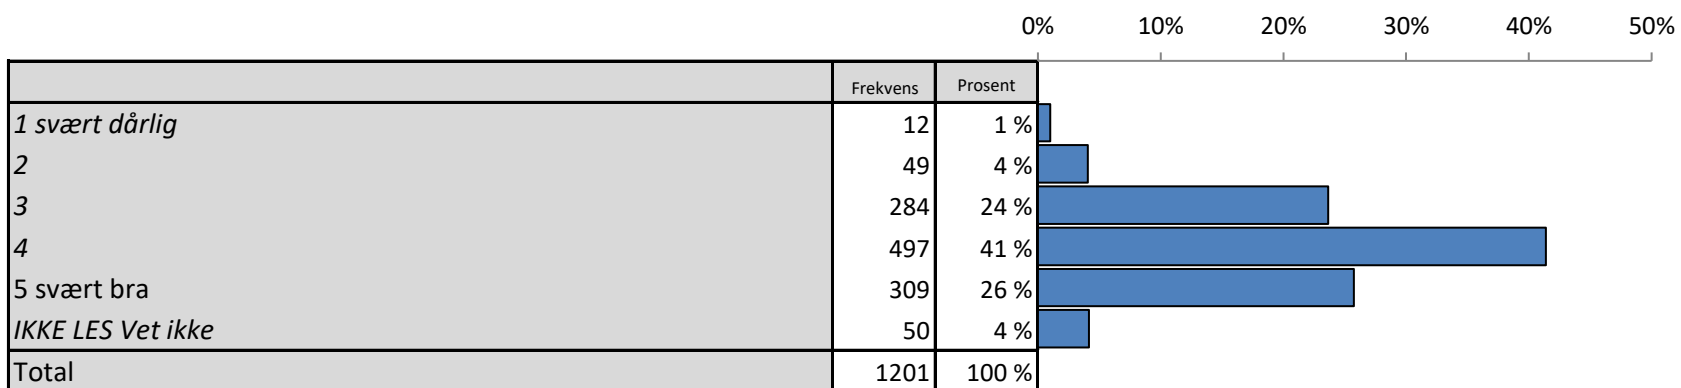 0% 10% 20% 30% 40% 50%
Frekvens Prosent
1 svært dårlig 12 1 %
2 49 4 %
3 284 24 %
4 497 41 %
5 svært bra 309 26 %
IKKE LES Vet ikke 50 4 %
Total 1201 100 %